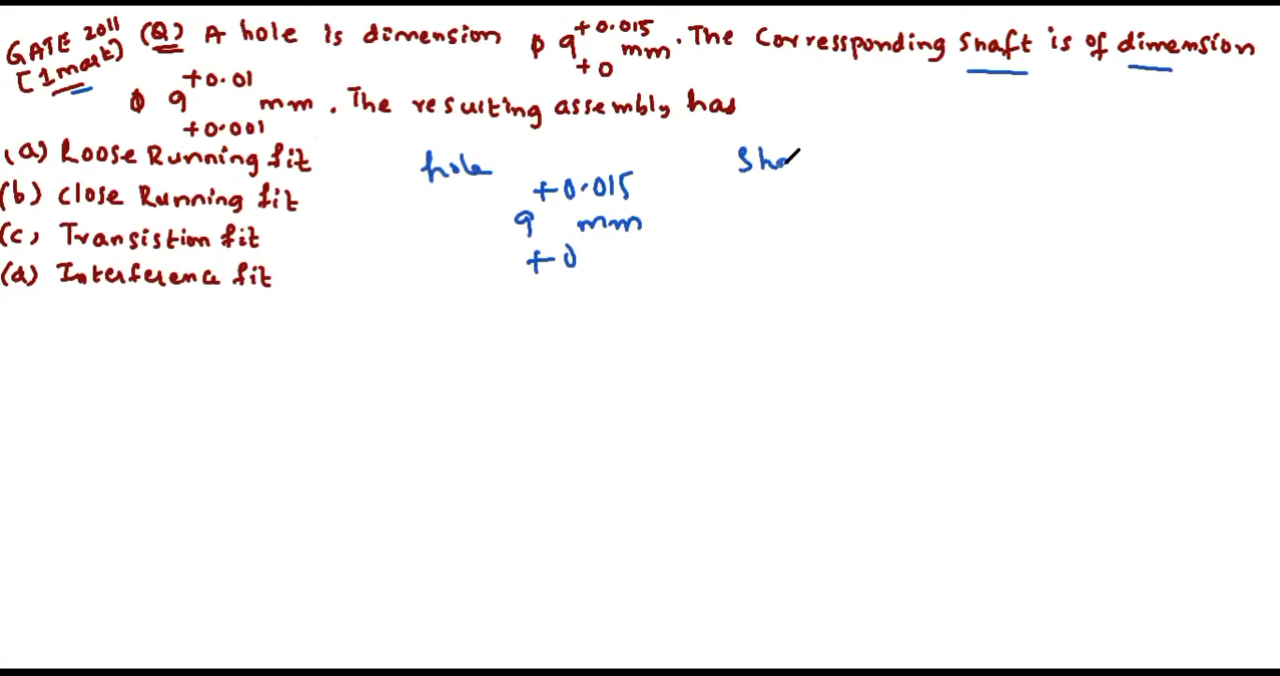 GATE 2011 (Q) A hole is dimension ϕ 9 +0.015 +0 mm. The Corresspording Shaft is of dimension
[1 mark] ϕ 9 +0.01 +0.001 mm. The resulting assembly has
(a) Loose Running fit
(b) Close Running fit
(c) Transistion fit
(d) Interference fit
hole
+0.015
9 mm
+0
Sha